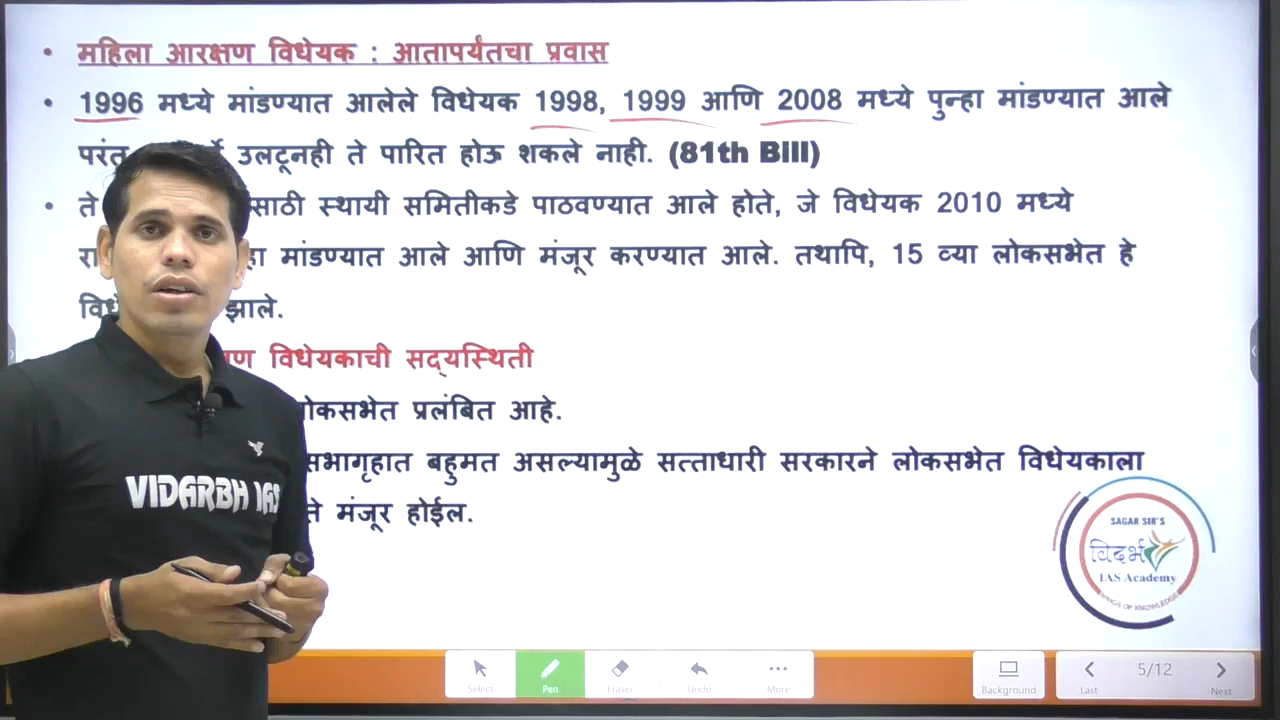 महिला आरक्षण विधेयक : आतापर्यंतचा प्रवास
1996 मध्ये मांडण्यात आलेले विधेयक 1998, 1999 आणि 2008 मध्ये पुन्हा मांडण्यात आले
उलटूनही ते पारित होऊ शकले नाही. (81th Bill)
ते साठी स्थायी समितीकडे पाठवण्यात आले होते, जे विधेयक 2010 मध्ये
मांडण्यात आले आणि मंजूर करण्यात आले. तथापि, 15 व्या लोकसभेत हे
झाले.
विधेयकाची सद्यस्थिती
लोकसभेत प्रलंबित आहे.
सभागृहात बहुमत असल्यामुळे सत्ताधारी सरकारने लोकसभेत विधेयकाला
मंजूर होईल.
VIDARBH IAS
SAGAR SIR'S
विदर्भ
IAS Academy
WINGS OF KNOWLEDGE
Select
Pen
Eraser
Undo
More
Background
Last
5/12
Next